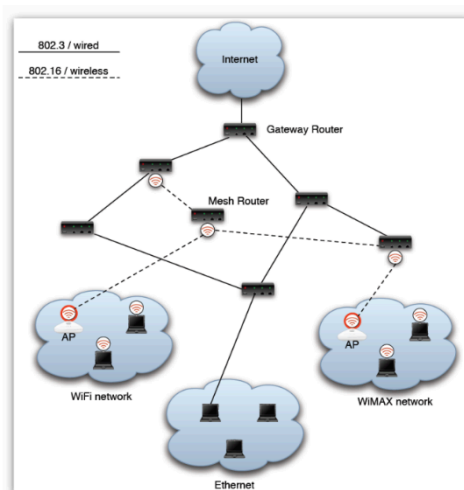 802.3 / wired
802.16 / wireless
Internet
Gateway Router
Mesh Router
AP
AP
WiFi network
WiMAX network
Ethernet